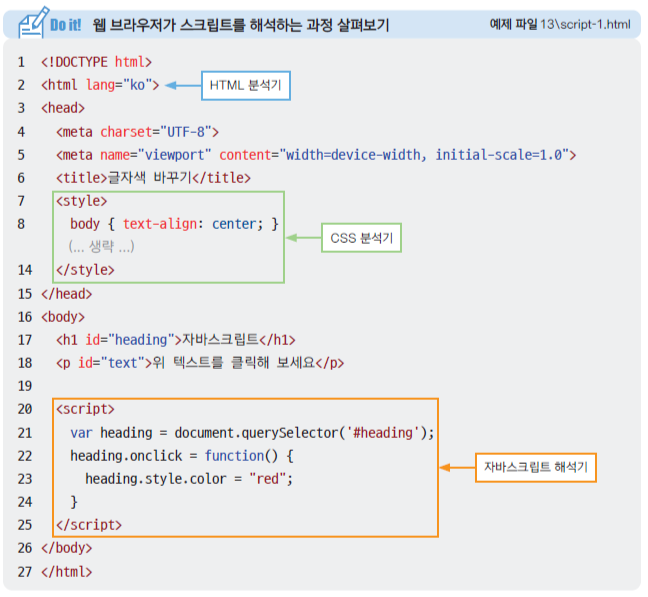 Do it! 웹 브라우저가 스크립트를 해석하는 과정 살펴보기 예제 파일 13\script-1.html
1 <!DOCTYPE html>
2 <html lang="ko"> HTML 분석기
3 <head>
4 <meta charset="UTF-8">
5 <meta name="viewport" content="width=device-width, initial-scale=1.0">
6 <title>글자색 바꾸기</title>
7 <style>
8 body { text-align: center; }
(... 생략 ...) CSS 분석기
14 </style>
15 </head>
16 <body>
17 <h1 id="heading">자바스크립트</h1>
18 <p id="text">위 텍스트를 클릭해 보세요</p>
19
20 <script>
21 var heading = document.querySelector('#heading');
22 heading.onclick = function() {
23 heading.style.color = "red"; 자바스크립트 해석기
24 }
25 </script>
26 </body>
27 </html>